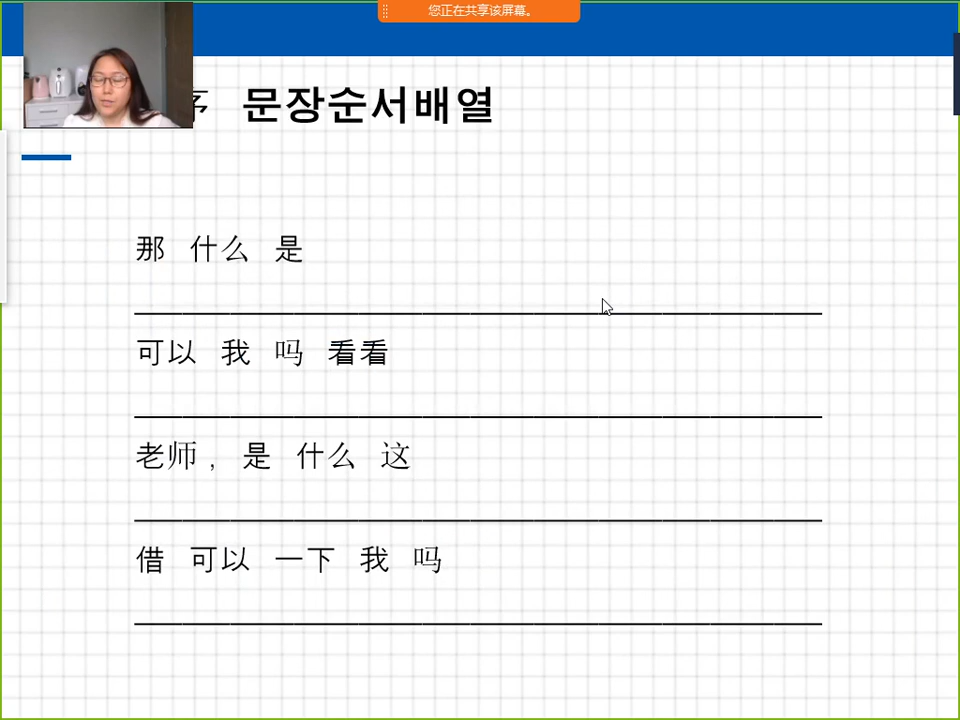 您正在共享该屏幕。
序 문장순서배열
那 什么 是
可以 我 吗 看看
老师， 是 什么 这
借 可以 一下 我 吗